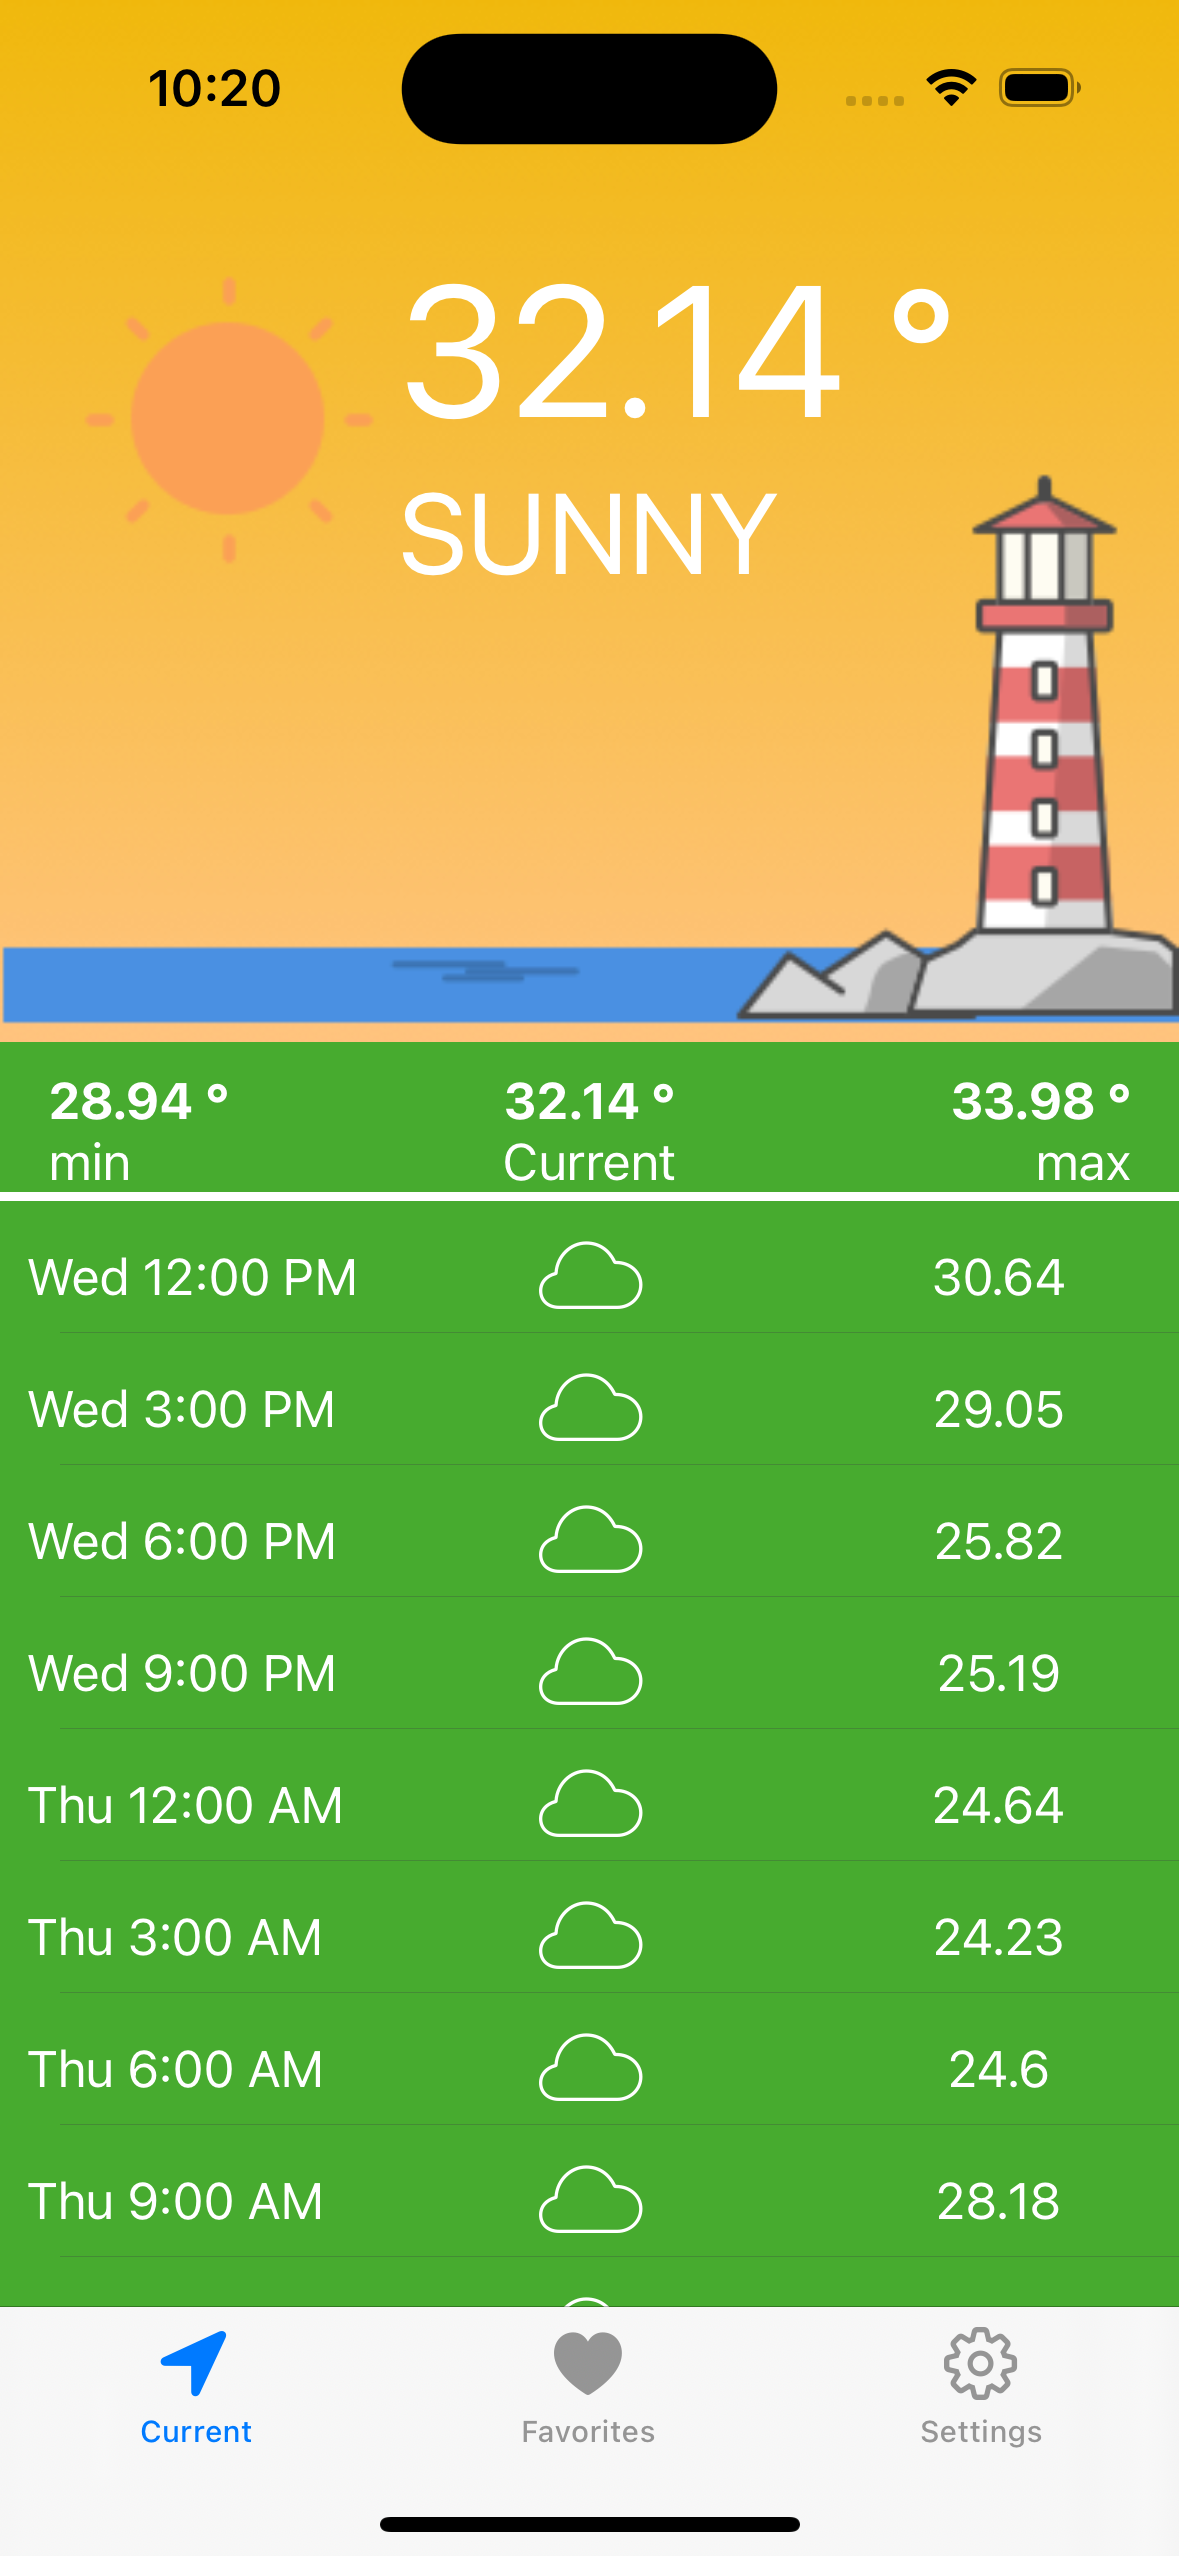 10:20
32.14 °
SUNNY
28.94 ° 32.14 ° 33.98 °
min Current max
Wed 12:00 PM 30.64
Wed 3:00 PM 29.05
Wed 6:00 PM 25.82
Wed 9:00 PM 25.19
Thu 12:00 AM 24.64
Thu 3:00 AM 24.23
Thu 6:00 AM 24.6
Thu 9:00 AM 28.18
Current Favorites Settings